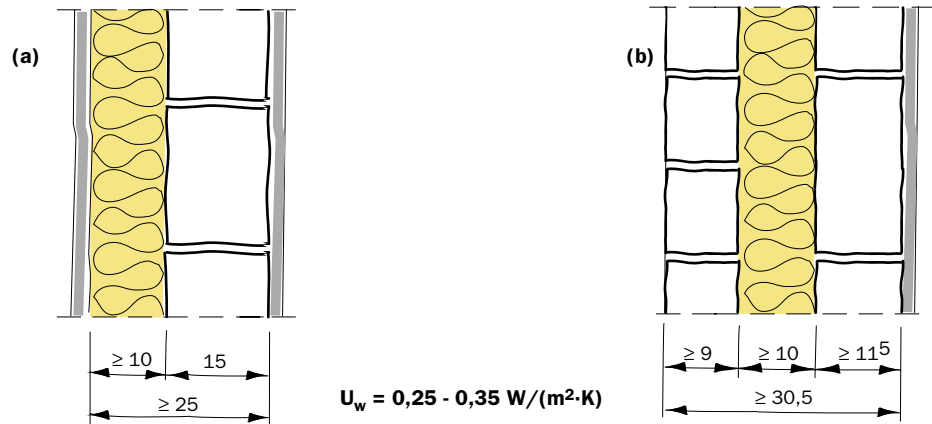 (a)
(b)
≥ 10 15
≥ 25
≥ 9 ≥ 10 ≥ 11⁵
≥ 30,5
U_w = 0,25 - 0,35 W/(m²·K)